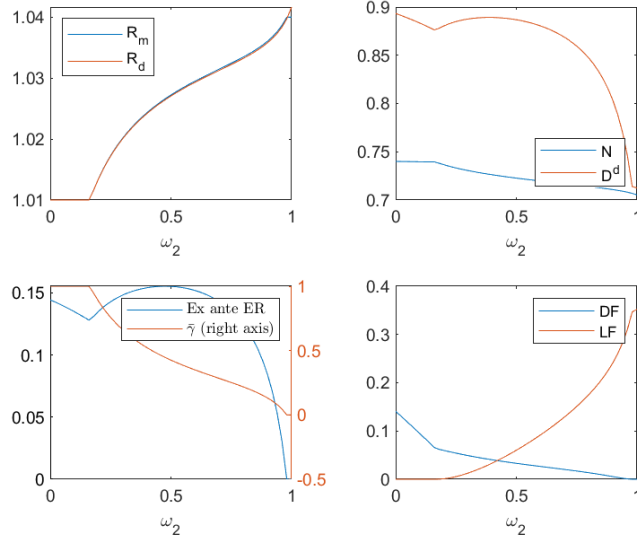 1.04
1.03
1.02
1.01
R_m
R_d
0 0.5 1
ω_2
0.9
0.85
0.8
0.75
0.7
N
D^d
0 0.5 1
ω_2
0.15
0.1
0.05
0
Ex ante ER
γ̄ (right axis)
1
0.5
0
-0.5
0 0.5 1
ω_2
0.4
0.3
0.2
0.1
0
DF
LF
0 0.5 1
ω_2